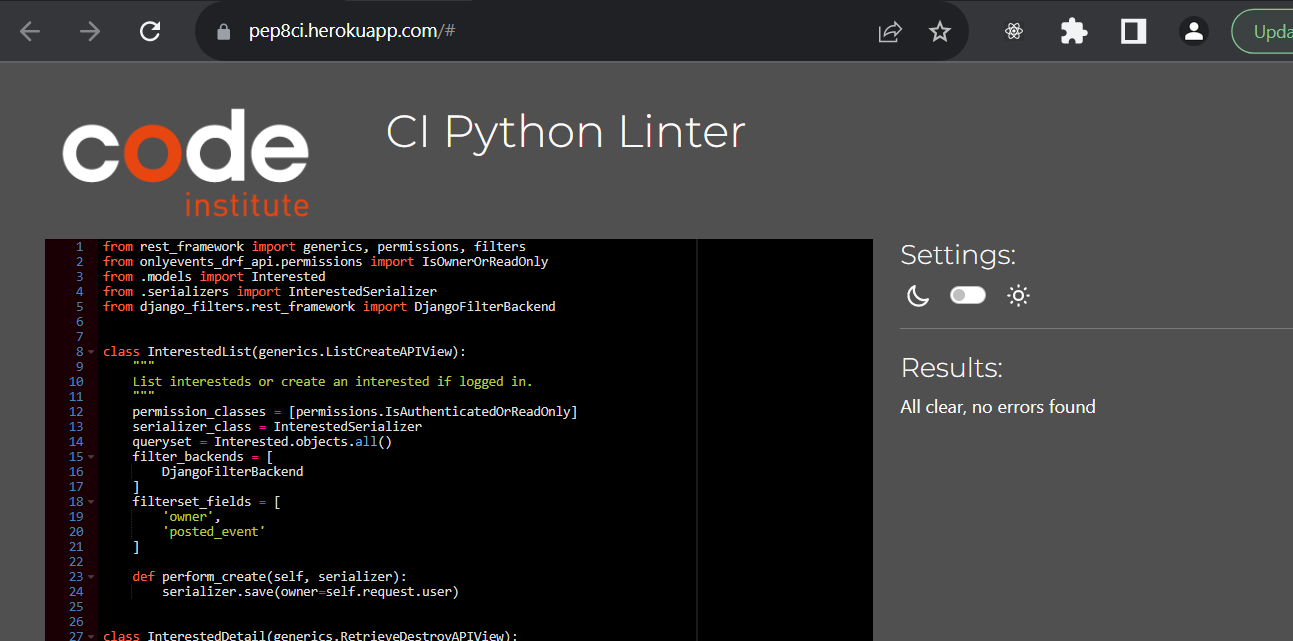 pep8ci.herokuapp.com/#
Upda
code
institute
CI Python Linter
1 from rest_framework import generics, permissions, filters
2 from onlyevents_drf_api.permissions import IsOwnerOrReadOnly
3 from .models import Interested
4 from .serializers import InterestedSerializer
5 from django_filters.rest_framework import DjangoFilterBackend
6
7
8 class InterestedList(generics.ListCreateAPIView):
9     """
10     List interesteds or create an interested if logged in.
11     """
12     permission_classes = [permissions.IsAuthenticatedOrReadOnly]
13     serializer_class = InterestedSerializer
14     queryset = Interested.objects.all()
15     filter_backends = [
16         DjangoFilterBackend
17     ]
18     filterset_fields = [
19         'owner',
20         'posted_event'
21     ]
22
23     def perform_create(self, serializer):
24         serializer.save(owner=self.request.user)
25
26
27 class InterestedDetail(generics.RetrieveDestroyAPIView):
Settings:
Results:
All clear, no errors found